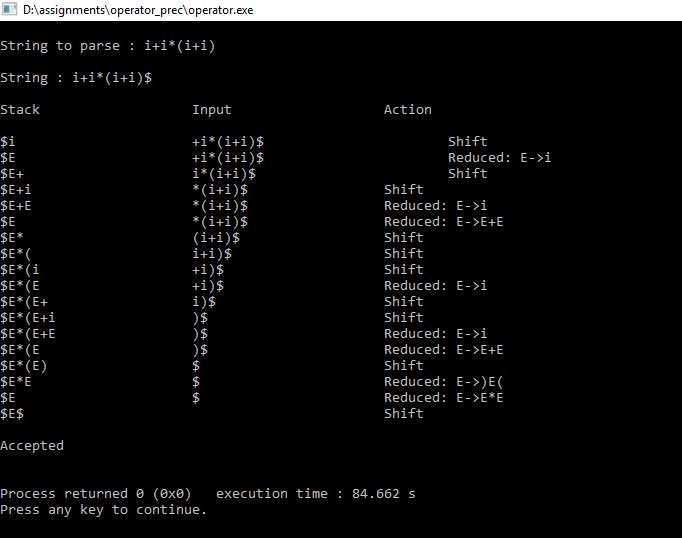 D:\assignments\operator_prec\operator.exe
String to parse : i+i*(i+i)
String : i+i*(i+i)$
Stack Input Action
$i +i*(i+i)$ Shift
$E +i*(i+i)$ Reduced: E->i
$E+ i*(i+i)$ Shift
$E+i *(i+i)$ Shift
$E+E *(i+i)$ Reduced: E->i
$E *(i+i)$ Reduced: E->E+E
$E* (i+i)$ Shift
$E*( i+i)$ Shift
$E*(i +i)$ Shift
$E*(E +i)$ Reduced: E->i
$E*(E+ i)$ Shift
$E*(E+i )$ Shift
$E*(E+E )$ Reduced: E->i
$E*(E )$ Reduced: E->E+E
$E*(E) $ Shift
$E*E $ Reduced: E->)E(
$E $ Reduced: E->E*E
$E$ Shift
Accepted
Process returned 0 (0x0) execution time : 84.662 s
Press any key to continue.